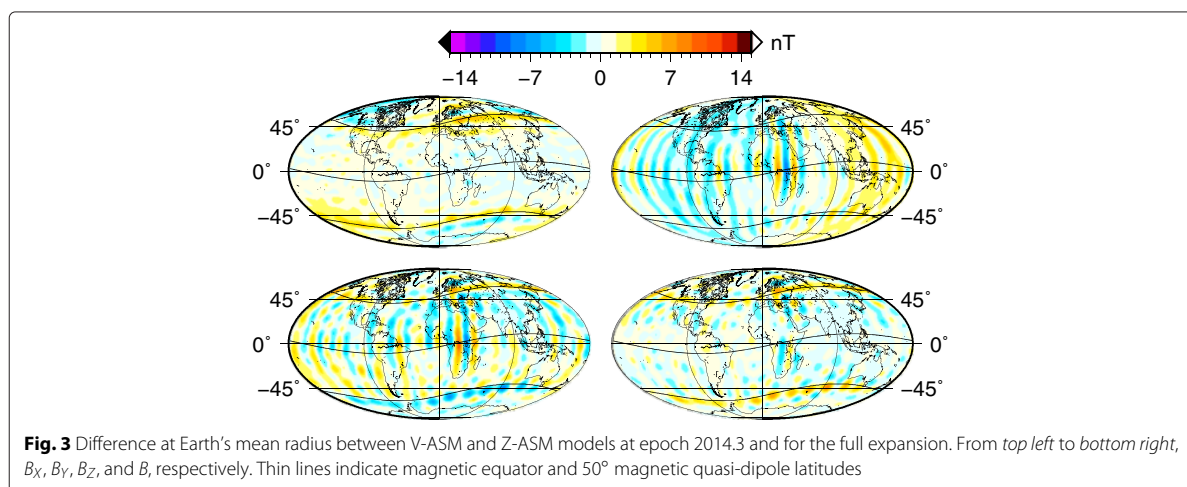 nT
−14 −7 0 7 14
45° 45°
0° 0°
−45° −45°
45° 45°
0° 0°
−45° −45°
Fig. 3 Difference at Earth's mean radius between V-ASM and Z-ASM models at epoch 2014.3 and for the full expansion. From top left to bottom right,
BX, BY, BZ, and B, respectively. Thin lines indicate magnetic equator and 50° magnetic quasi-dipole latitudes